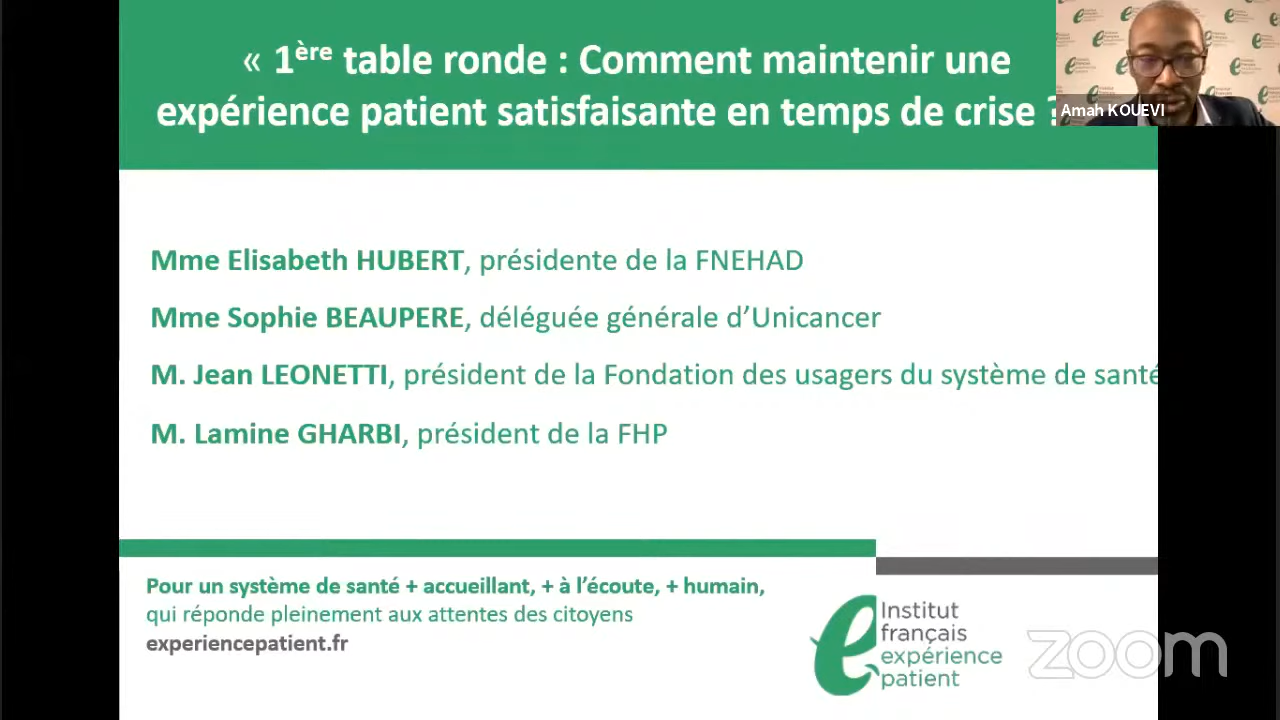 « 1ère table ronde : Comment maintenir une
expérience patient satisfaisante en temps de crise ?
Amah KOUEVI
Mme Elisabeth HUBERT, présidente de la FNEHAD
Mme Sophie BEAUPERE, déléguée générale d’Unicancer
M. Jean LEONETTI, président de la Fondation des usagers du système de santé
M. Lamine GHARBI, président de la FHP
Pour un système de santé + accueillant, + à l’écoute, + humain,
qui réponde pleinement aux attentes des citoyens
experiencepatient.fr
Institut
français
expérience
patient
zoom